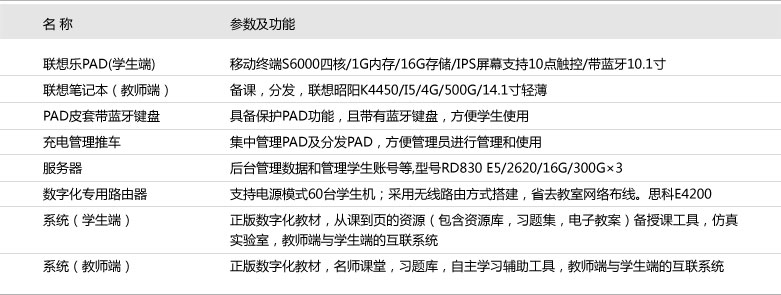 名 称 参数及功能
联想乐PAD(学生端) 移动终端S6000四核/1G内存/16G存储/IPS屏幕支持10点触控/带蓝牙10.1寸
联想笔记本（教师端） 备课，分发，联想昭阳K4450/I5/4G/500G/14.1寸轻薄
PAD皮套带蓝牙键盘 具备保护PAD功能，且带有蓝牙键盘，方便学生使用
充电管理推车 集中管理PAD及分发PAD，方便管理员进行管理和使用
服务器 后台管理数据和管理学生账号等,型号RD830 E5/2620/16G/300G×3
数字化专用路由器 支持电源模式60台学生机；采用无线路由方式搭建，省去教室网络布线。思科E4200
系统（学生端） 正版数字化教材，从课到页的资源（包含资源库，习题集，电子教案）备授课工具，仿真
实验室，教师端与学生端的互联系统
系统（教师端） 正版数字化教材，名师课堂，习题库，自主学习辅助工具，教师端与学生端的互联系统